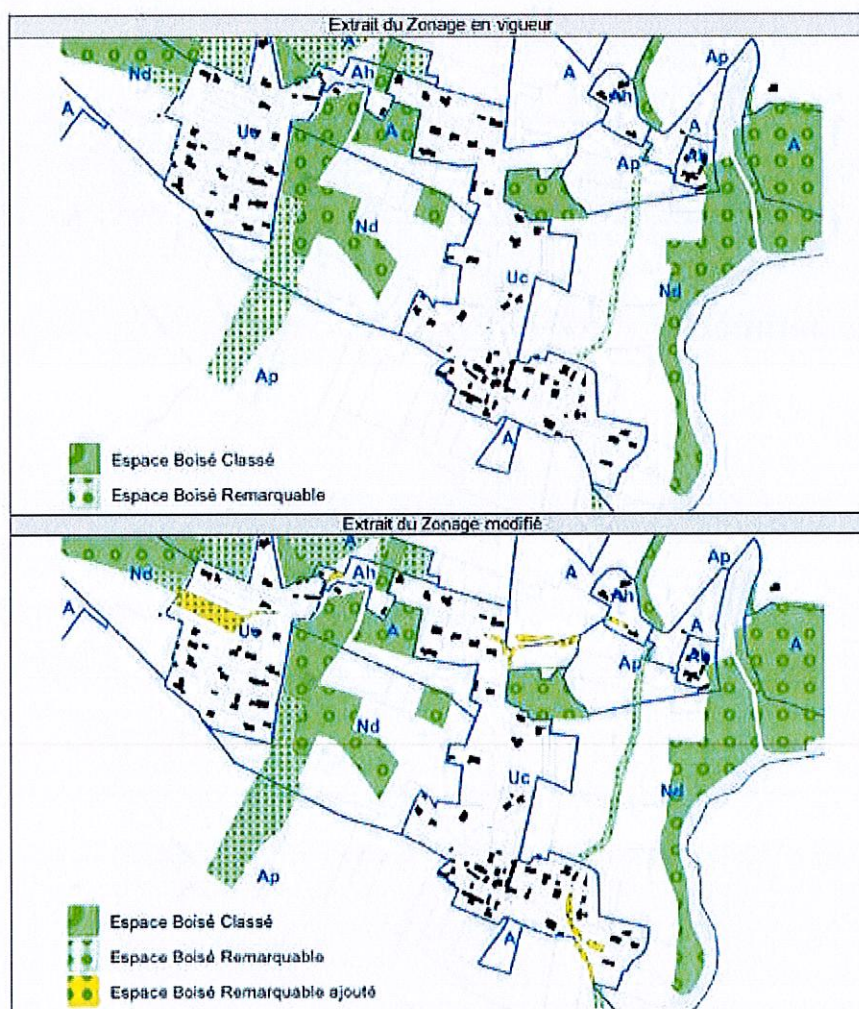 Extrait du Zonage en vigueur
A
Ap
Nd
Ah
A
Ah
A
Uc
A
Ap
Ah
A
Nd
Uc
Nd
Ap
A
Espace Boisé Classé
Espace Boisé Remarquable
Extrait du Zonage modifié
A
Ap
Nd
Ah
A
Ah
A
Uc
A
Ap
Ah
A
Nd
Uc
Nd
Ap
A
Espace Boisé Classé
Espace Boisé Remarquable
Espace Boisé Remarquable ajouté